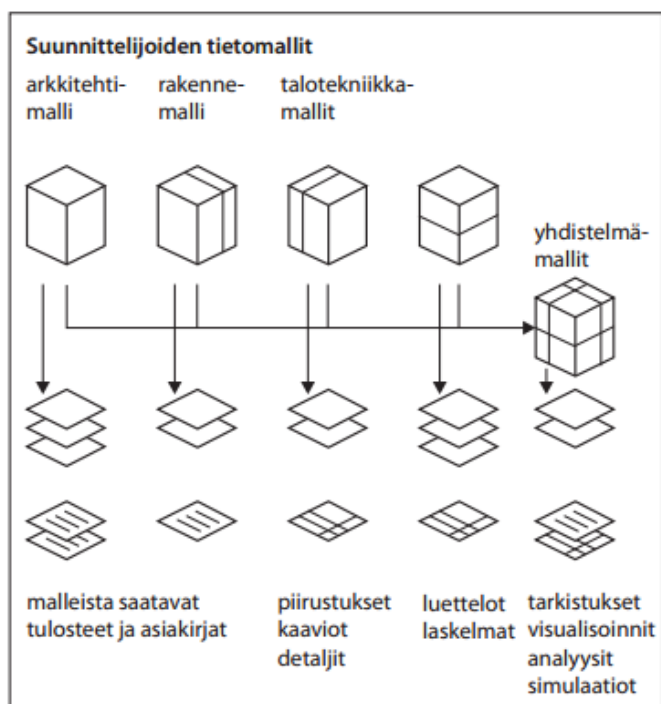 Suunnittelijoiden tietomallit
arkkitehti-
malli
rakenne-
malli
talotekniikka-
mallit
yhdistelmä-
mallit
malleista saatavat
tulosteet ja asiakirjat
piirustukset
kaaviot
detaljit
luettelot
laskelmat
tarkistukset
visualisoinnit
analyysit
simulaatiot